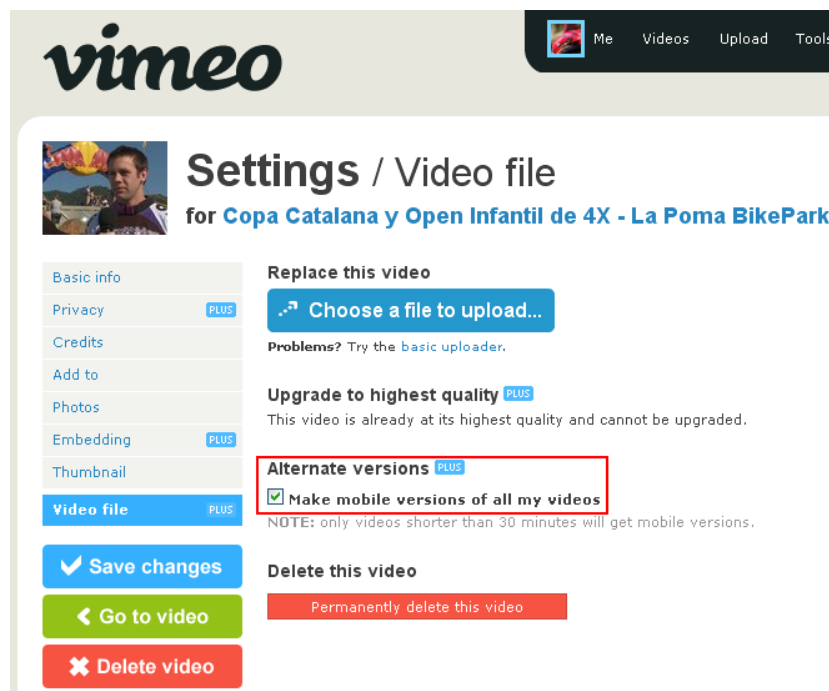 vimeo
Me Videos Upload Tools
Settings / Video file
for Copa Catalana y Open Infantil de 4X - La Poma BikePark
Basic info
Privacy PLUS
Credits
Add to
Photos
Embedding PLUS
Thumbnail
Video file PLUS
Save changes
Go to video
Delete video
Replace this video
Choose a file to upload...
Problems? Try the basic uploader.
Upgrade to highest quality PLUS
This video is already at its highest quality and cannot be upgraded.
Alternate versions PLUS
Make mobile versions of all my videos
NOTE: only videos shorter than 30 minutes will get mobile versions.
Delete this video
Permanently delete this video